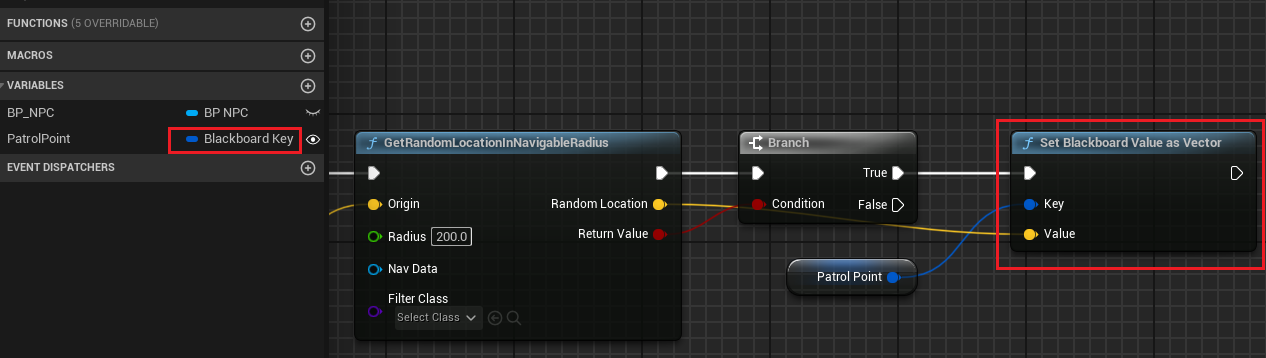 FUNCTIONS (5 OVERRIDABLE)
MACROS
VARIABLES
BP_NPC BP NPC
PatrolPoint Blackboard Key
EVENT DISPATCHERS
f GetRandomLocationInNavigableRadius
Origin Random Location
Radius 200.0 Return Value
Nav Data
Filter Class
Select Class
Branch
True
Condition False
Patrol Point
f Set Blackboard Value as Vector
Key
Value